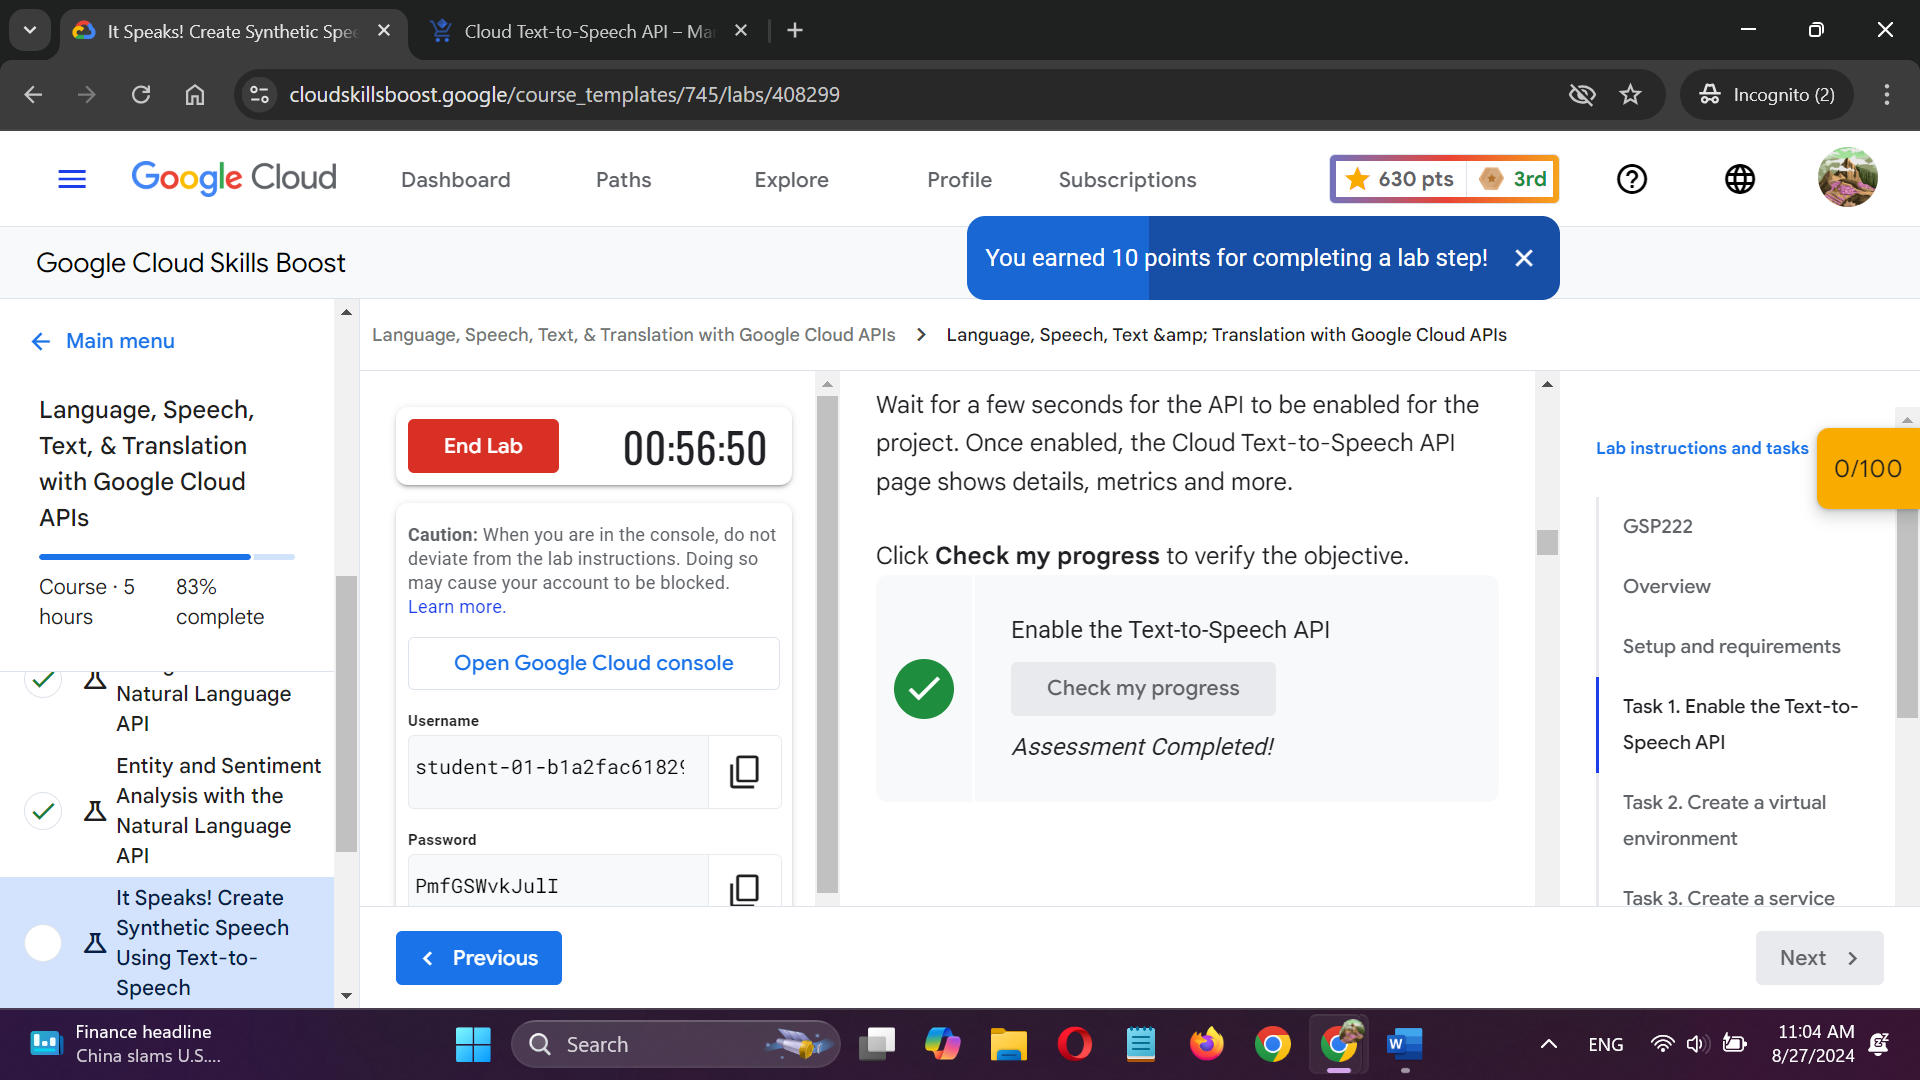 It Speaks! Create Synthetic Spee
Cloud Text-to-Speech API – Ma
cloudskillsboost.google/course_templates/745/labs/408299
Incognito (2)
Google Cloud
Dashboard
Paths
Explore
Profile
Subscriptions
630 pts
3rd
You earned 10 points for completing a lab step!
Google Cloud Skills Boost
Main menu
Language, Speech,
Text, & Translation
with Google Cloud
APIs
Course · 5
hours
83%
complete
Natural Language
API
Entity and Sentiment
Analysis with the
Natural Language
API
It Speaks! Create
Synthetic Speech
Using Text-to-
Speech
Language, Speech, Text, & Translation with Google Cloud APIs
Language, Speech, Text &amp; Translation with Google Cloud APIs
End Lab
00:56:50
Caution: When you are in the console, do not
deviate from the lab instructions. Doing so
may cause your account to be blocked.
Learn more.
Open Google Cloud console
Username
student-01-b1a2fac61829
Password
PmfGSWvkJulI
Wait for a few seconds for the API to be enabled for the
project. Once enabled, the Cloud Text-to-Speech API
page shows details, metrics and more.
Click Check my progress to verify the objective.
Enable the Text-to-Speech API
Check my progress
Assessment Completed!
Lab instructions and tasks
0/100
GSP222
Overview
Setup and requirements
Task 1. Enable the Text-to-
Speech API
Task 2. Create a virtual
environment
Task 3. Create a service
Previous
Next
Finance headline
China slams U.S....
Search
ENG
11:04 AM
8/27/2024